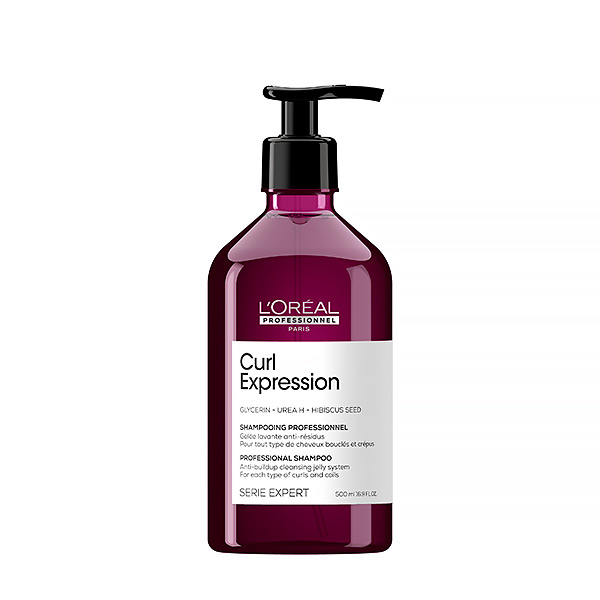 L'ORÉAL
PROFESSIONNEL
PARIS
Curl
Expression
GLYCERIN + UREA H + HIBISCUS SEED
SHAMPOOING PROFESSIONNEL
Gelée lavante anti-résidus
Pour tout type de cheveux bouclés et crépus
PROFESSIONAL SHAMPOO
Anti-buildup cleansing jelly system
For each type of curls and coils
SERIE EXPERT 500 ml 16.9 FL.OZ.